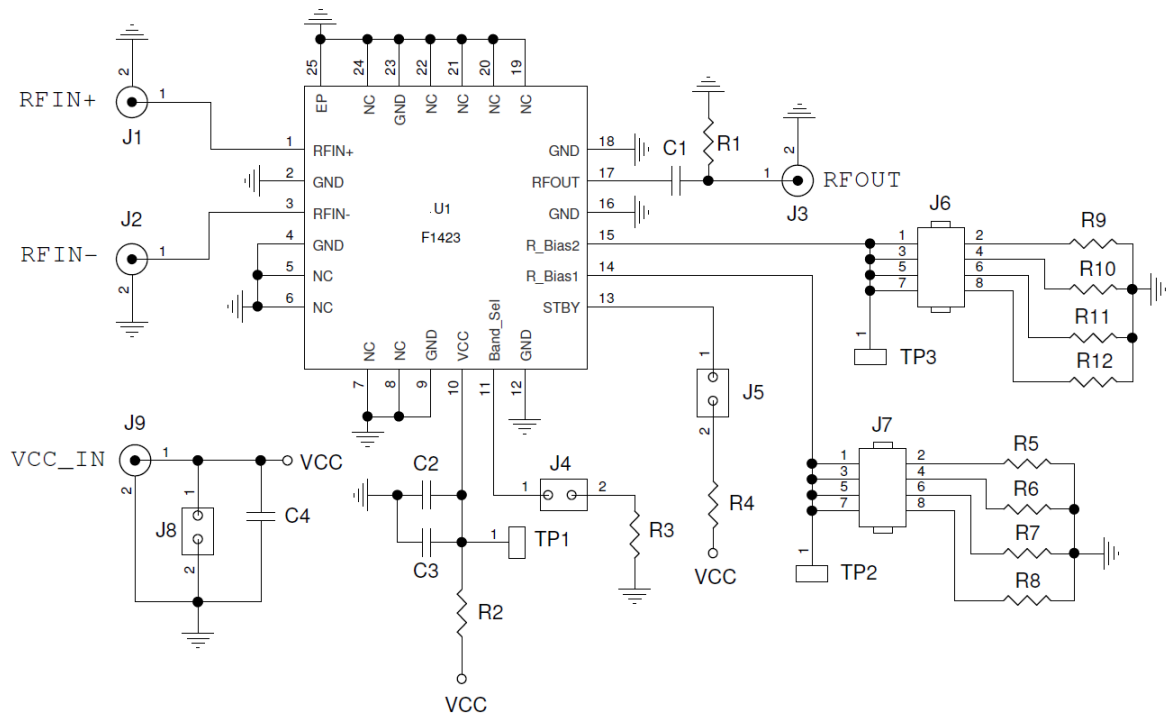 25 24 23 22 21 20 19
EP NC GND NC NC NC NC
RFIN+ 1 2 J1
1 RFIN+
2 GND
3 RFIN-
4 GND
5 NC
6 NC
J2 RFIN- 1 2
.U1
F1423
GND 18
RFOUT 17
GND 16
R_Bias2 15
R_Bias1 14
STBY 13
NC NC GND VCC Band_Sel GND
7 8 9 10 11 12
C1 R1 1 2 J3 RFOUT
J6
1 2 R9
3 4 R10
5 6 R11
7 8 R12
1 TP3
1 J5 2
R4
VCC
J7
1 2 R5
3 4 R6
5 6 R7
7 8 R8
1 TP2
J9
VCC_IN 1 2 VCC
1 J8 2 C4
C2
C3
1 TP1
R2
VCC
J4
1 2
R3